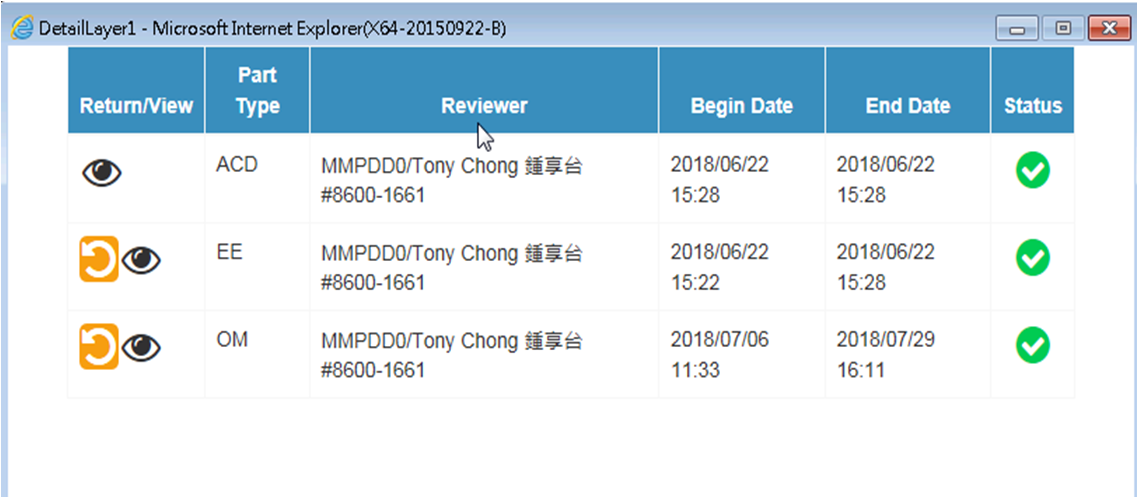 DetailLayer1 - Microsoft Internet Explorer(X64-20150922-B)
Return/View Part Type Reviewer Begin Date End Date Status
ACD MMPDD0/Tony Chong 鍾享台 2018/06/22 2018/06/22
#8600-1661 15:28 15:28
EE MMPDD0/Tony Chong 鍾享台 2018/06/22 2018/06/22
#8600-1661 15:22 15:28
OM MMPDD0/Tony Chong 鍾享台 2018/07/06 2018/07/29
#8600-1661 11:33 16:11